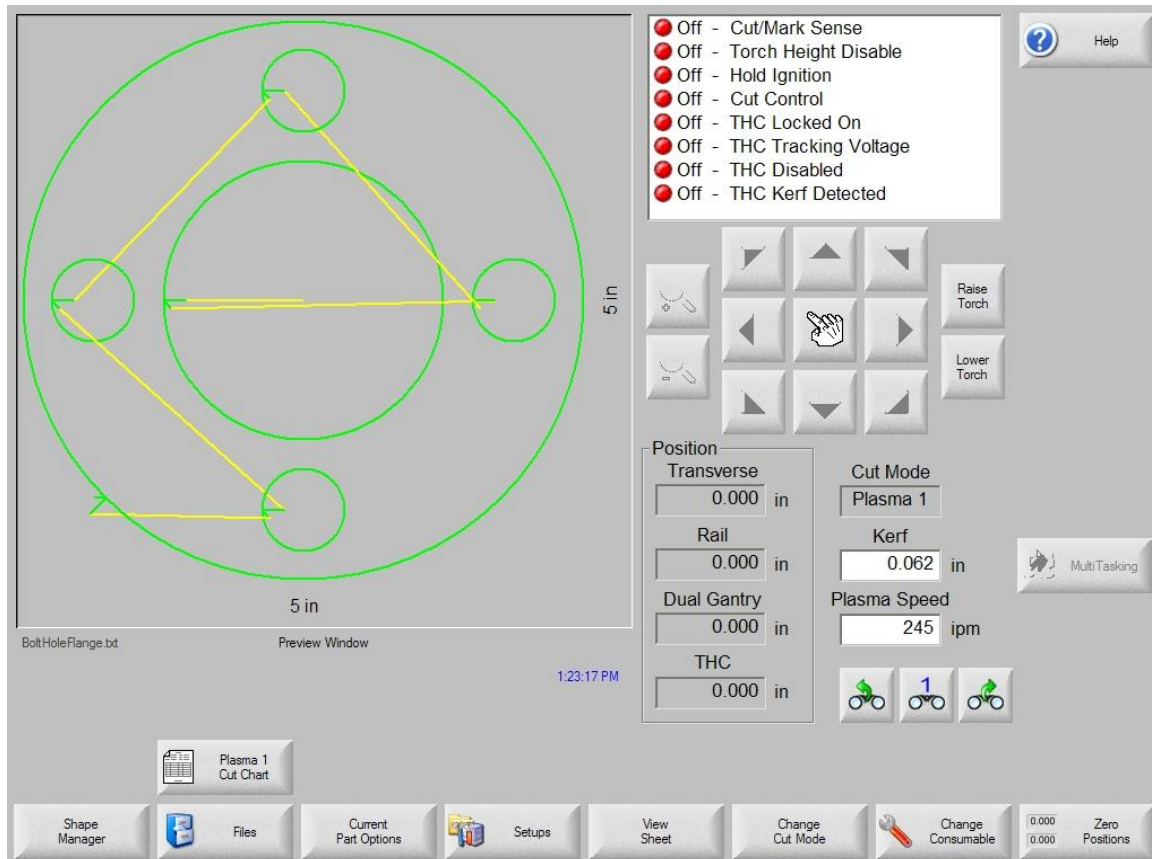 Off - Cut/Mark Sense
Off - Torch Height Disable
Off - Hold Ignition
Off - Cut Control
Off - THC Locked On
Off - THC Tracking Voltage
Off - THC Disabled
Off - THC Kerf Detected
Help
5 in
5 in
BoltHoleFlange.txt
Preview Window
1:23:17 PM
Raise
Torch
Lower
Torch
Position
Transverse
0.000 in
Rail
0.000 in
Dual Gantry
0.000 in
THC
0.000 in
Cut Mode
Plasma 1
Kerf
0.062 in
Plasma Speed
245 ipm
1
MultiTasking
Plasma 1
Cut Chart
Shape
Manager
Files
Current
Part Options
Setups
View
Sheet
Change
Cut Mode
Change
Consumable
0.000
0.000
Zero
Positions